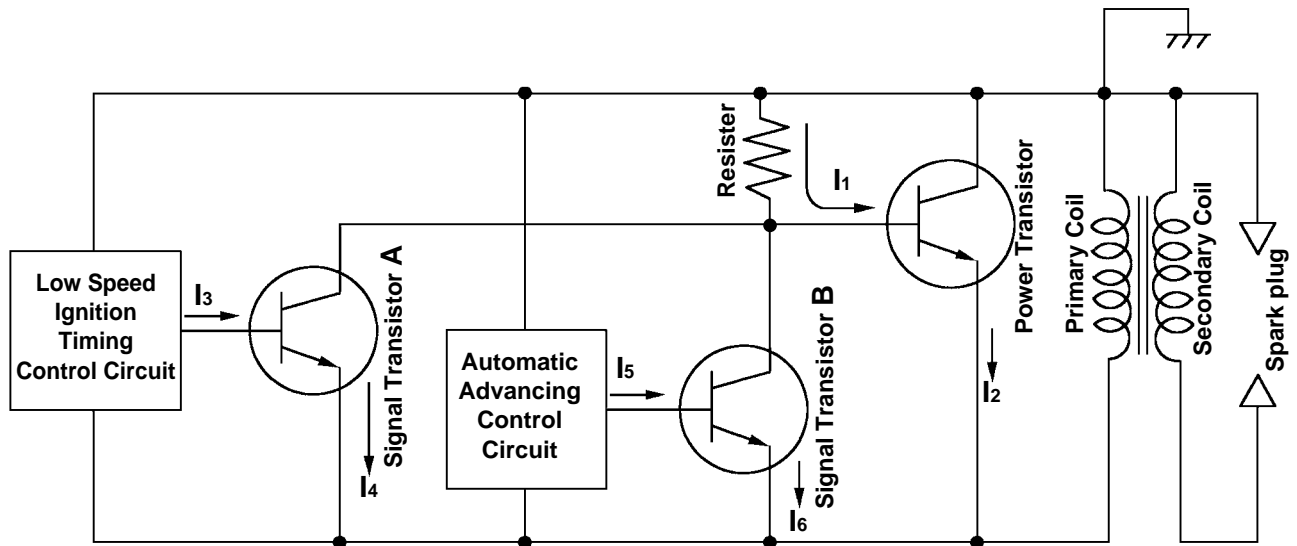 Low Speed
Ignition
Timing
Control Circuit
I3
I4
Signal Transistor A
Automatic
Advancing
Control
Circuit
I5
I6
Signal Transistor B
Resister
I1
Power Transistor
I2
Primary Coil
Secondary Coil
Spark plug